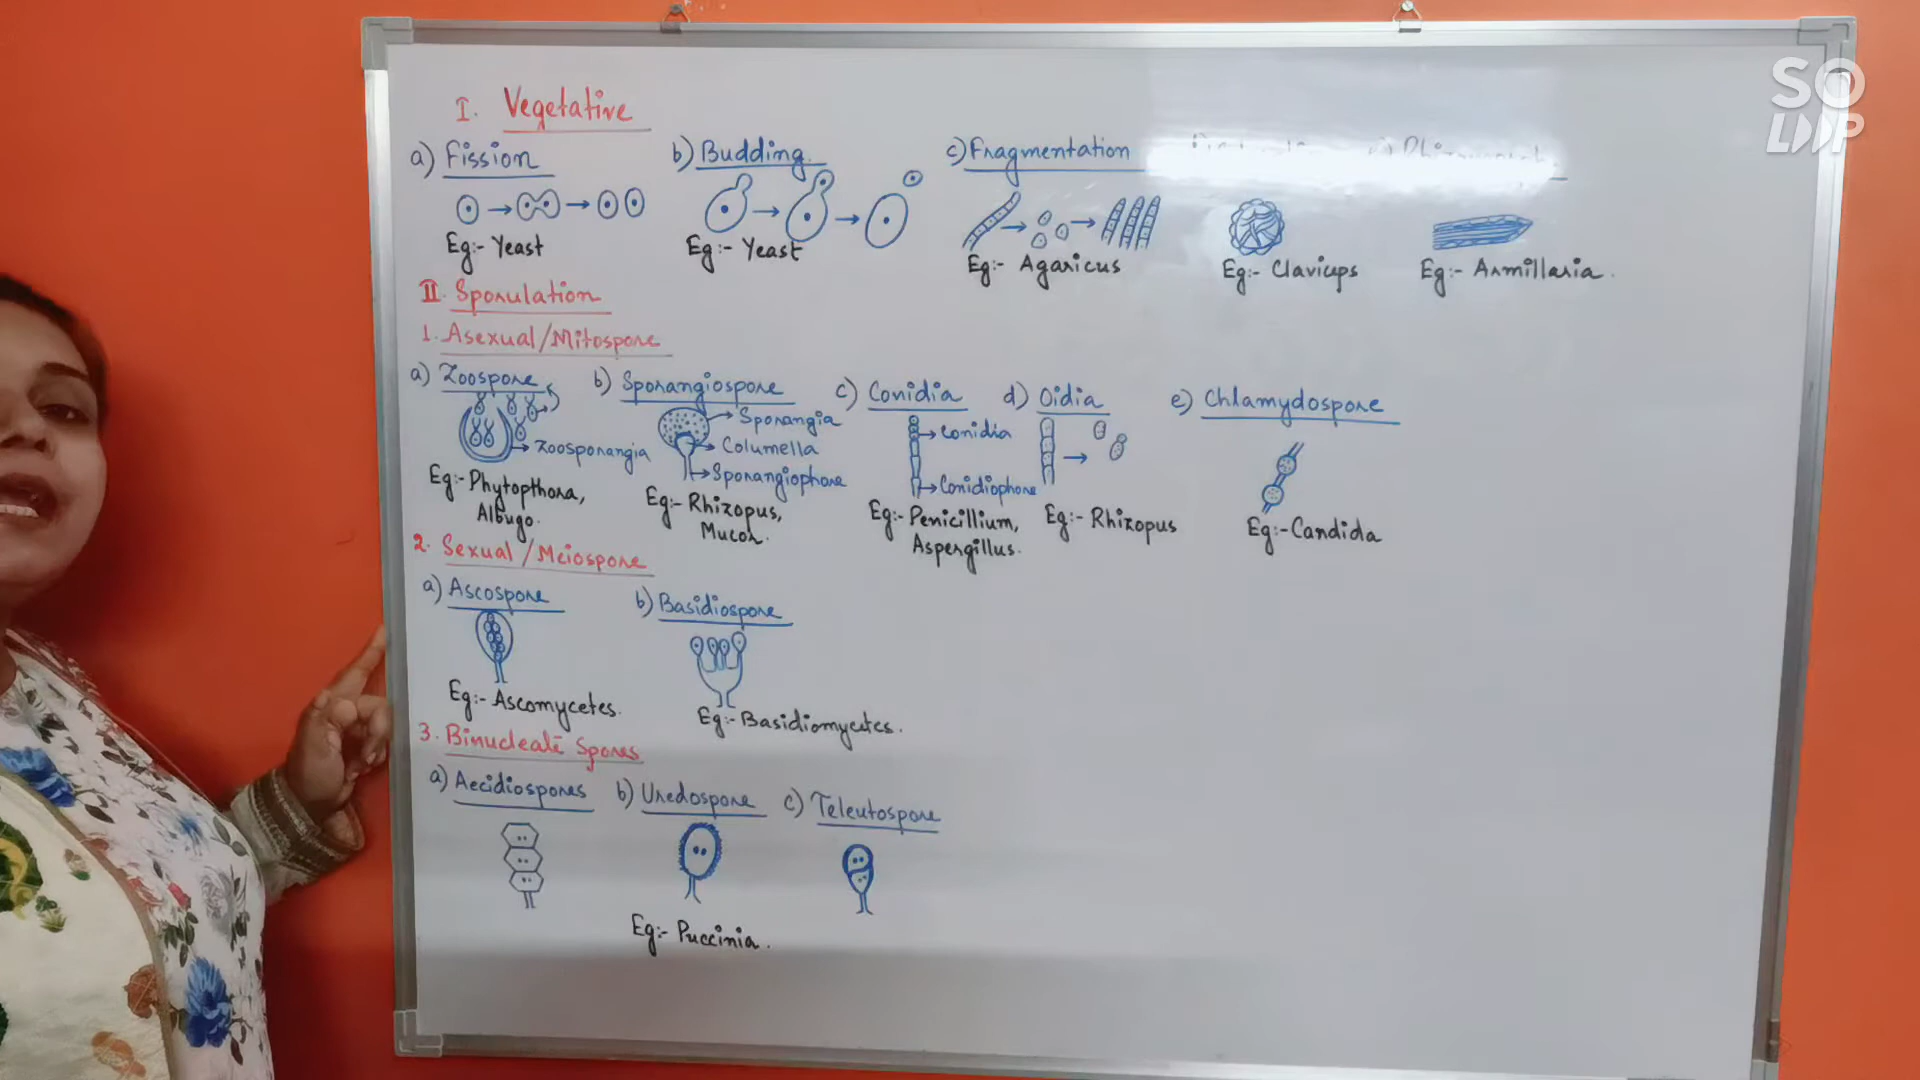 SO
LOOP
I. Vegetative
a) Fission b) Budding c) Fragmentation
Eg:- Yeast Eg:- Yeast Eg:- Agaricus Eg:- Claviceps Eg:- Armillaria.
II. Sporulation
1. Asexual/Mitospore
a) Zoospore b) Sporangiospore c) Conidia d) Oidia e) Chlamydospore
Zoosporangia
Sporangia
Columella
Sporangiophore
Conidia
Conidiophore
Eg:- Phytopthora,
Albugo.
Eg:- Rhizopus,
Mucor.
Eg:- Penicillium,
Aspergillus.
Eg:- Rhizopus
Eg:- Candida
2. Sexual/Meiospore
a) Ascospore b) Basidiospore
Eg:- Ascomycetes. Eg:- Basidiomycetes.
3. Binucleate Spores
a) Aecidiospores b) Uredospore c) Teleutospore
Eg:- Puccinia.